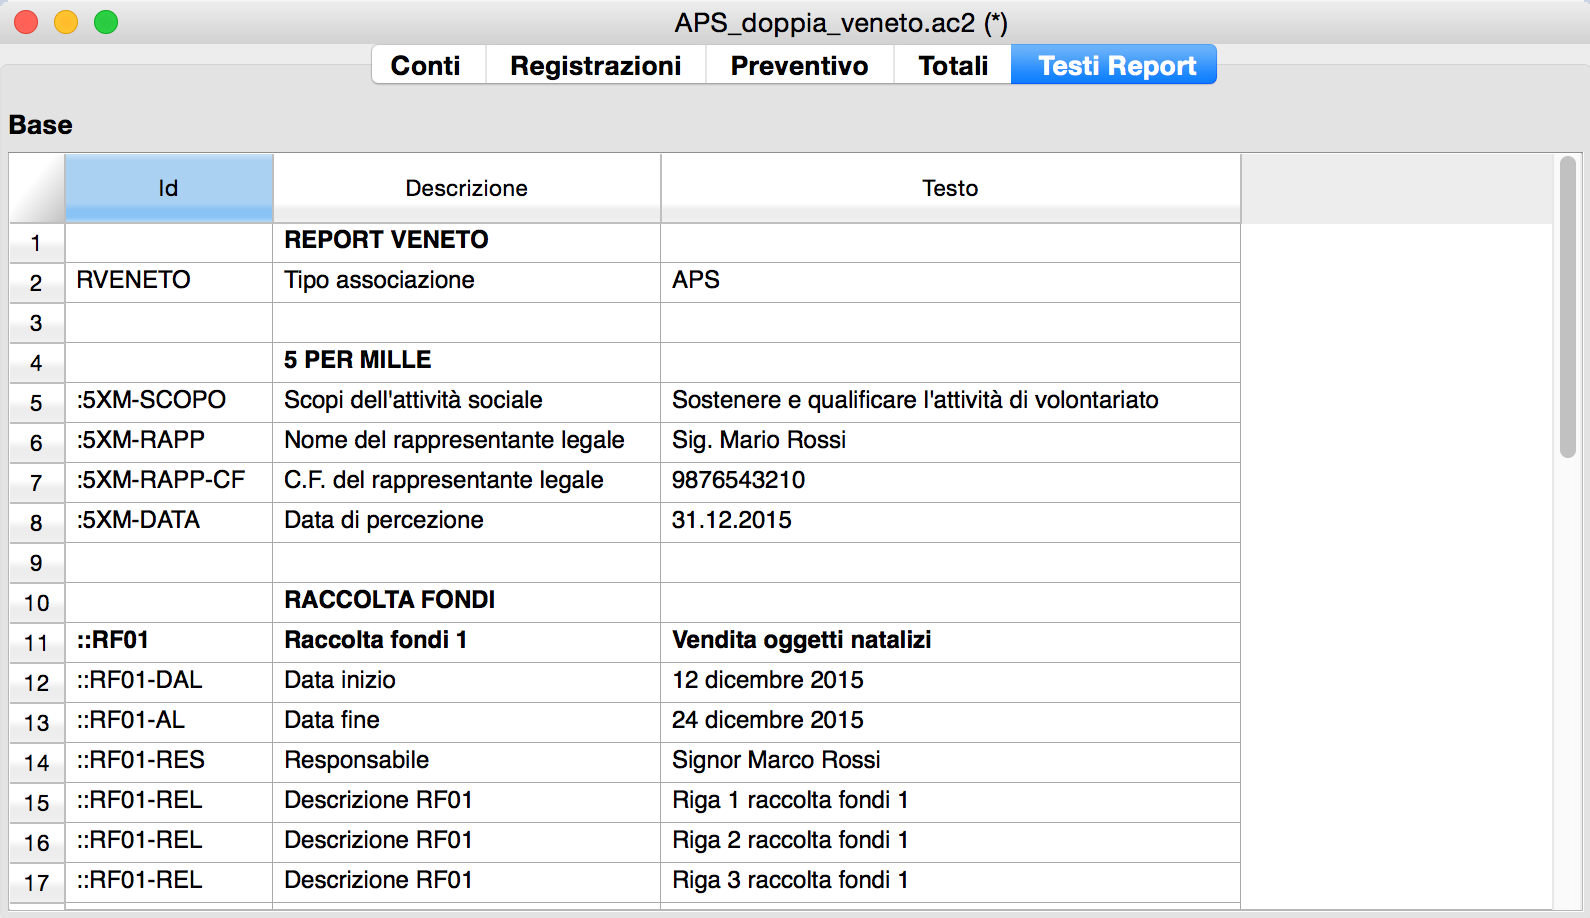 APS_doppia_veneto.ac2 (*)
Conti Registrazioni Preventivo Totali Testi Report
Base
Id Descrizione Testo
1 REPORT VENETO
2 RVENETO Tipo associazione APS
3
4 5 PER MILLE
5 :5XM-SCOPO Scopi dell'attività sociale Sostenere e qualificare l'attività di volontariato
6 :5XM-RAPP Nome del rappresentante legale Sig. Mario Rossi
7 :5XM-RAPP-CF C.F. del rappresentante legale 9876543210
8 :5XM-DATA Data di percezione 31.12.2015
9
10 RACCOLTA FONDI
11 ::RF01 Raccolta fondi 1 Vendita oggetti natalizi
12 ::RF01-DAL Data inizio 12 dicembre 2015
13 ::RF01-AL Data fine 24 dicembre 2015
14 ::RF01-RES Responsabile Signor Marco Rossi
15 ::RF01-REL Descrizione RF01 Riga 1 raccolta fondi 1
16 ::RF01-REL Descrizione RF01 Riga 2 raccolta fondi 1
17 ::RF01-REL Descrizione RF01 Riga 3 raccolta fondi 1